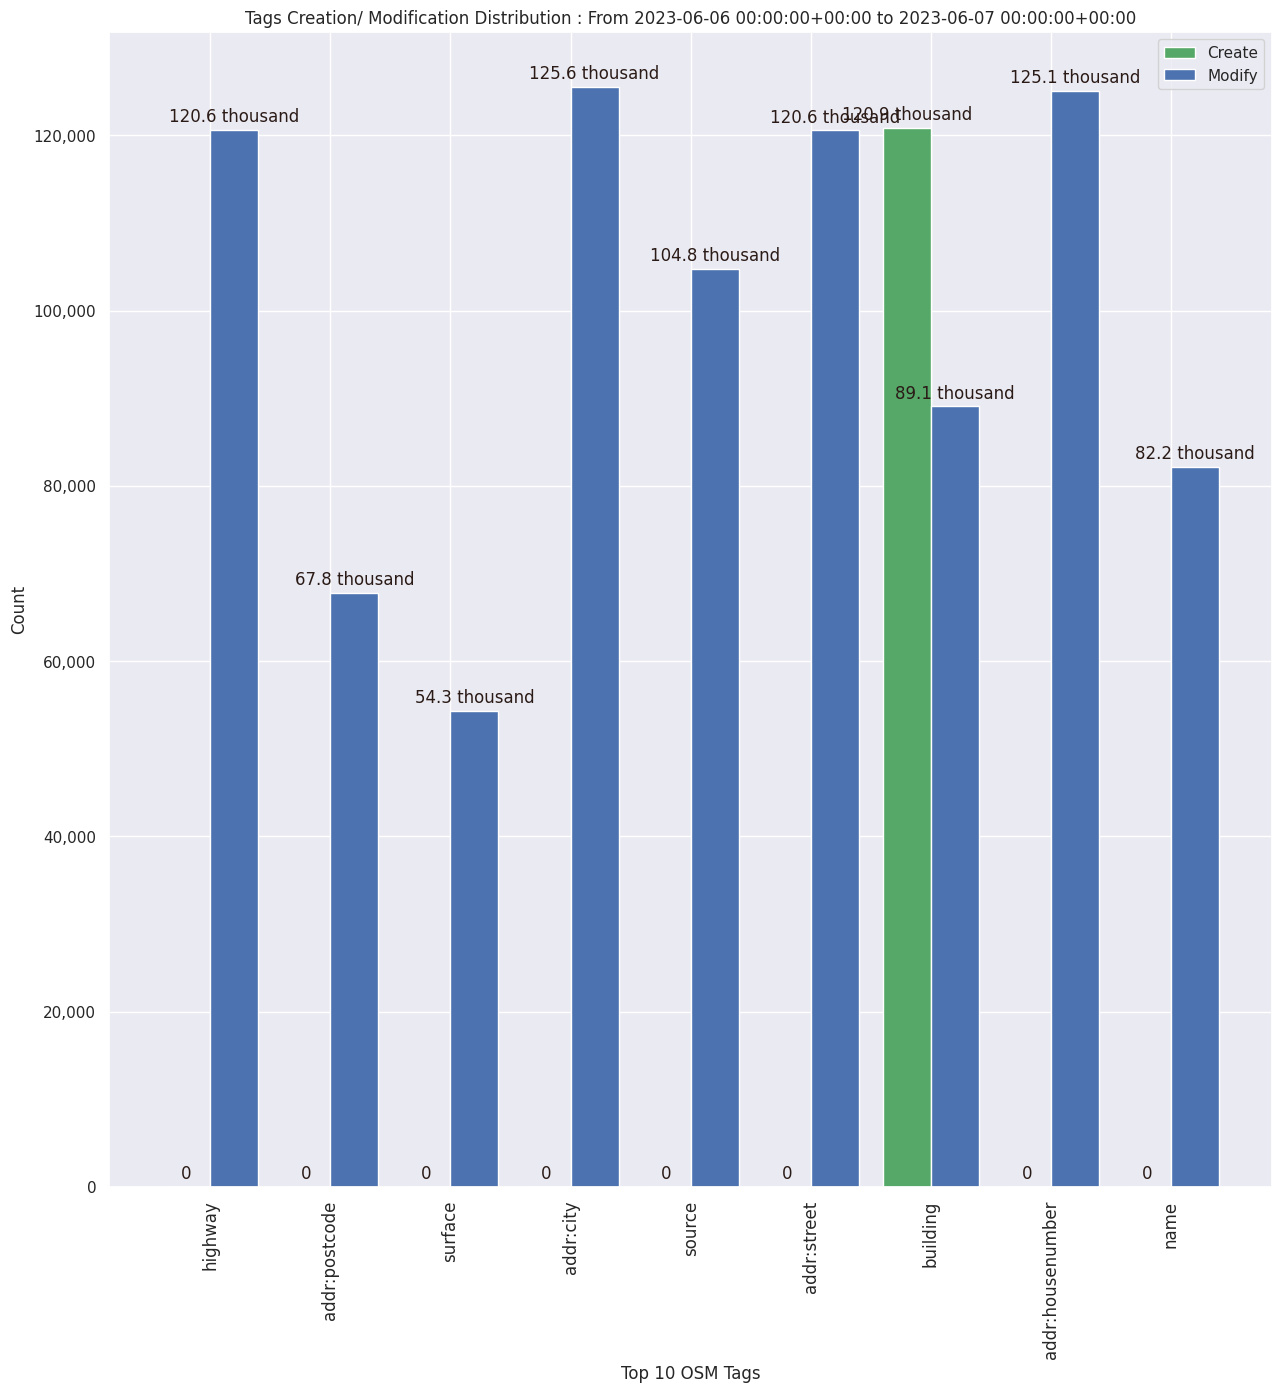 Tags Creation/ Modification Distribution : From 2023-06-06 00:00:00+00:00 to 2023-06-07 00:00:00+00:00
Create
Modify
125.6 thousand
125.1 thousand
120.6 thousand
120.6 thousand
120.9 thousand
104.8 thousand
89.1 thousand
82.2 thousand
67.8 thousand
54.3 thousand
120,000
100,000
80,000
60,000
40,000
20,000
0
Count
0 0 0 0 0 0 0 0
highway
addr:postcode
surface
addr:city
source
addr:street
building
addr:housenumber
name
Top 10 OSM Tags